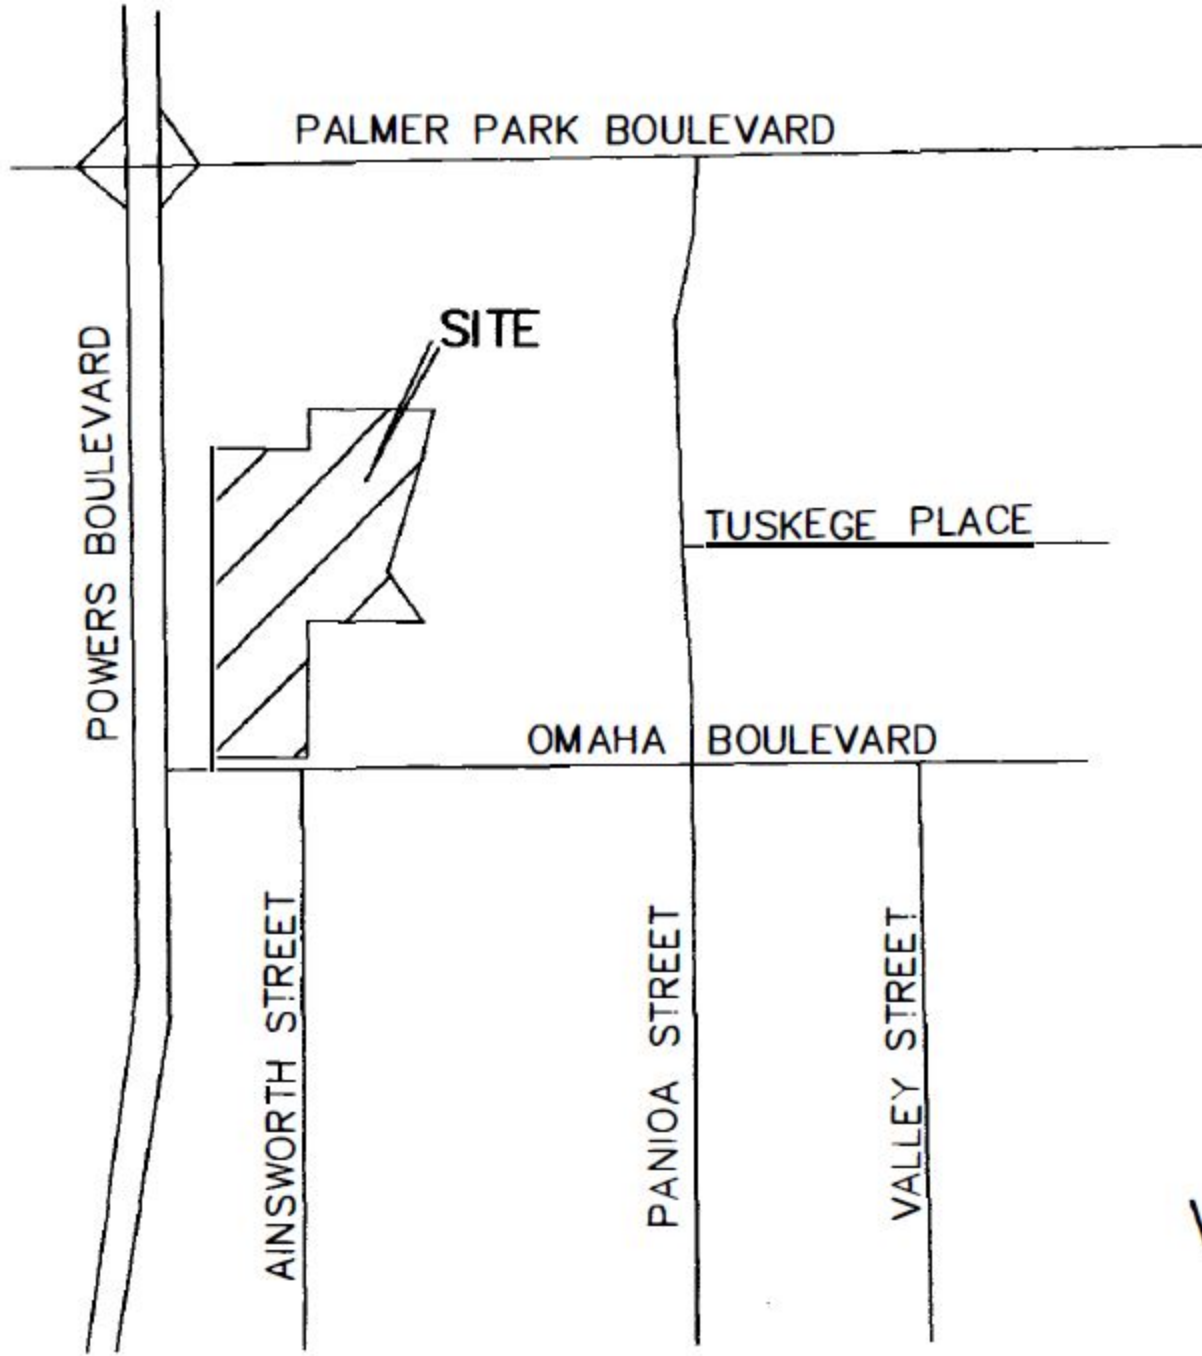 PALMER PARK BOULEVARD
SITE
POWERS BOULEVARD
TUSKEGE PLACE
OMAHA BOULEVARD
AINSWORTH STREET
PANIOA STREET
VALLEY STREET